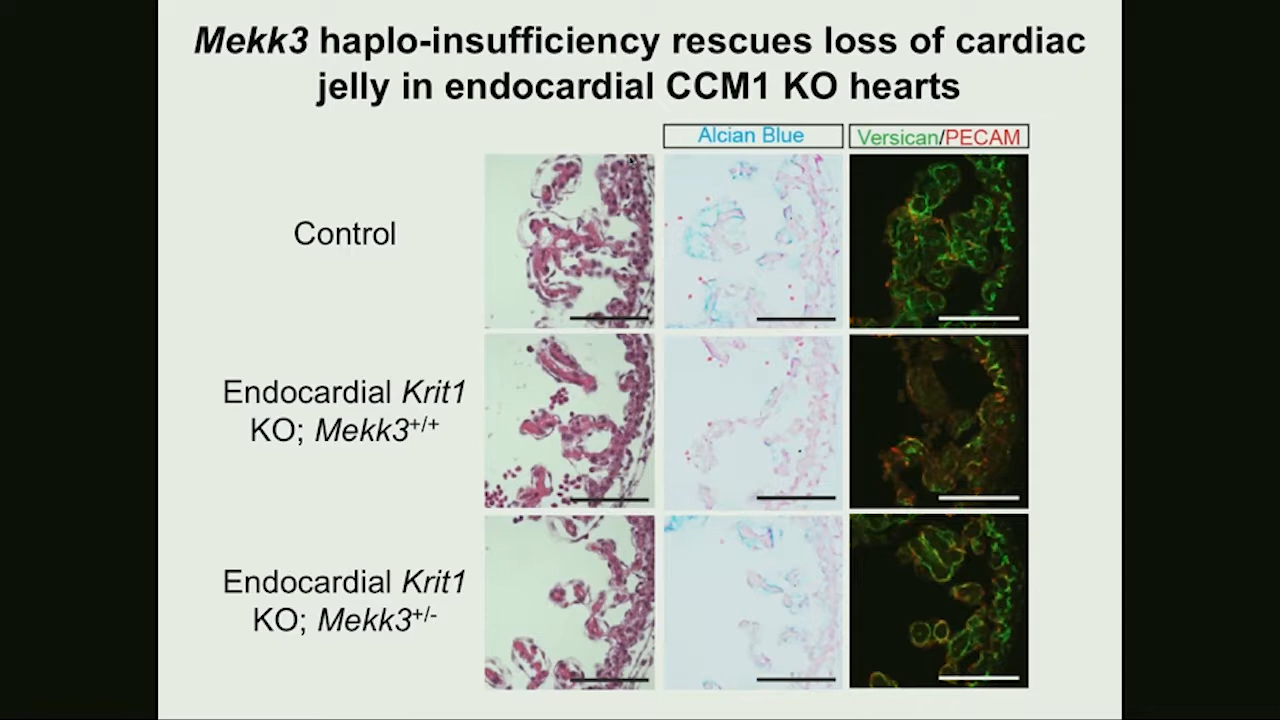 Mekk3 haplo-insufficiency rescues loss of cardiac
jelly in endocardial CCM1 KO hearts
Alcian Blue
Versican/PECAM
Control
Endocardial Krit1
KO; Mekk3+/+
Endocardial Krit1
KO; Mekk3+/-